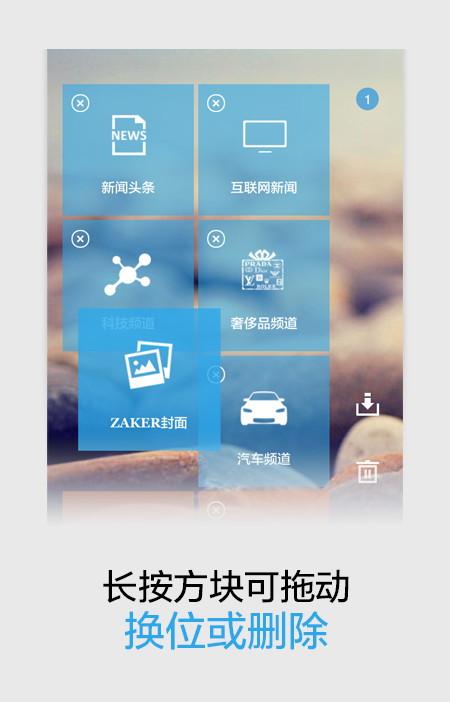 1
NEWS
新闻头条
互联网新闻
科技频道
PRADA
Dior
LV
ROLEX
奢侈品频道
ZAKER封面
汽车频道
长按方块可拖动
换位或删除